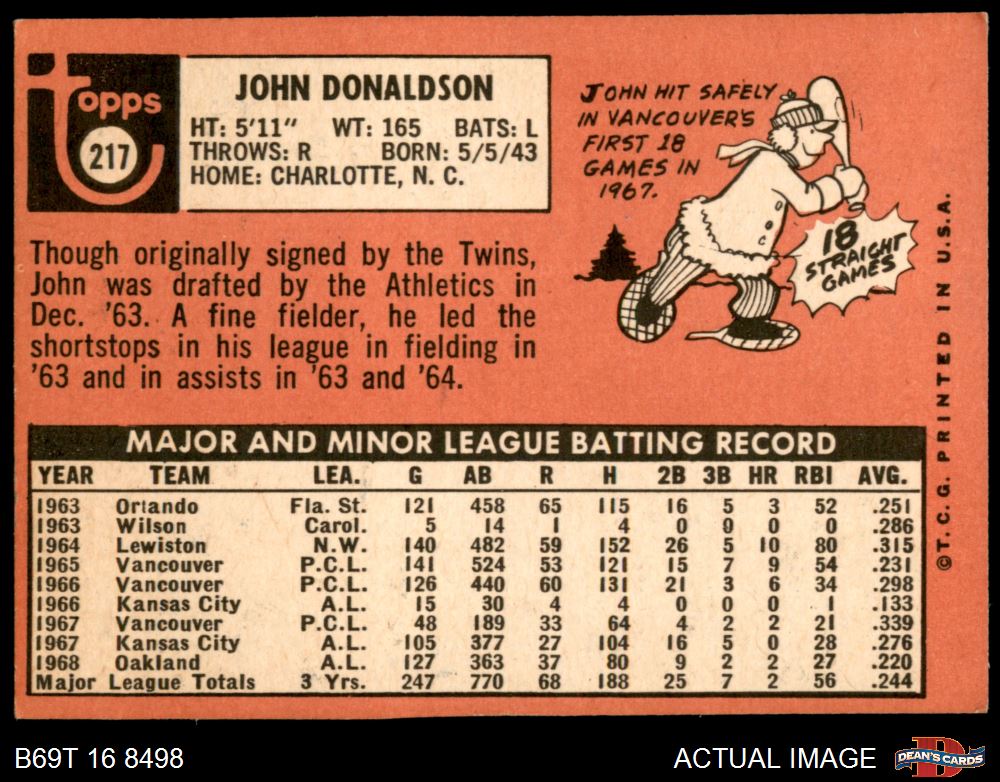 topps
217
JOHN DONALDSON
HT: 5'11" WT: 165 BATS: L
THROWS: R BORN: 5/5/43
HOME: CHARLOTTE, N. C.
JOHN HIT SAFELY
IN VANCOUVER'S
FIRST 18
GAMES IN
1967.
18
STRAIGHT
GAMES
Though originally signed by the Twins,
John was drafted by the Athletics in
Dec. '63. A fine fielder, he led the
shortstops in his league in fielding in
'63 and in assists in '63 and '64.
MAJOR AND MINOR LEAGUE BATTING RECORD
YEAR TEAM LEA. G AB R H 2B 3B HR RBI AVG.
1963 Orlando Fla. St. 121 458 65 115 16 5 3 52 .251
1963 Wilson Carol. 5 14 1 4 0 9 0 0 .286
1964 Lewiston N.W. 140 482 59 152 26 5 10 80 .315
1965 Vancouver P.C.L. 141 524 53 121 15 7 9 54 .231
1966 Vancouver P.C.L. 126 440 60 131 21 3 6 34 .298
1966 Kansas City A.L. 15 30 4 4 0 0 0 1 .133
1967 Vancouver P.C.L. 48 189 33 64 4 2 2 21 .339
1967 Kansas City A.L. 105 377 27 104 16 5 0 28 .276
1968 Oakland A.L. 127 363 37 80 9 2 2 27 .220
Major League Totals 3 Yrs. 247 770 68 188 25 7 2 56 .244
©T. C. G. PRINTED IN U.S.A.
B69T 16 8498
ACTUAL IMAGE
D
DEAN'S CARDS